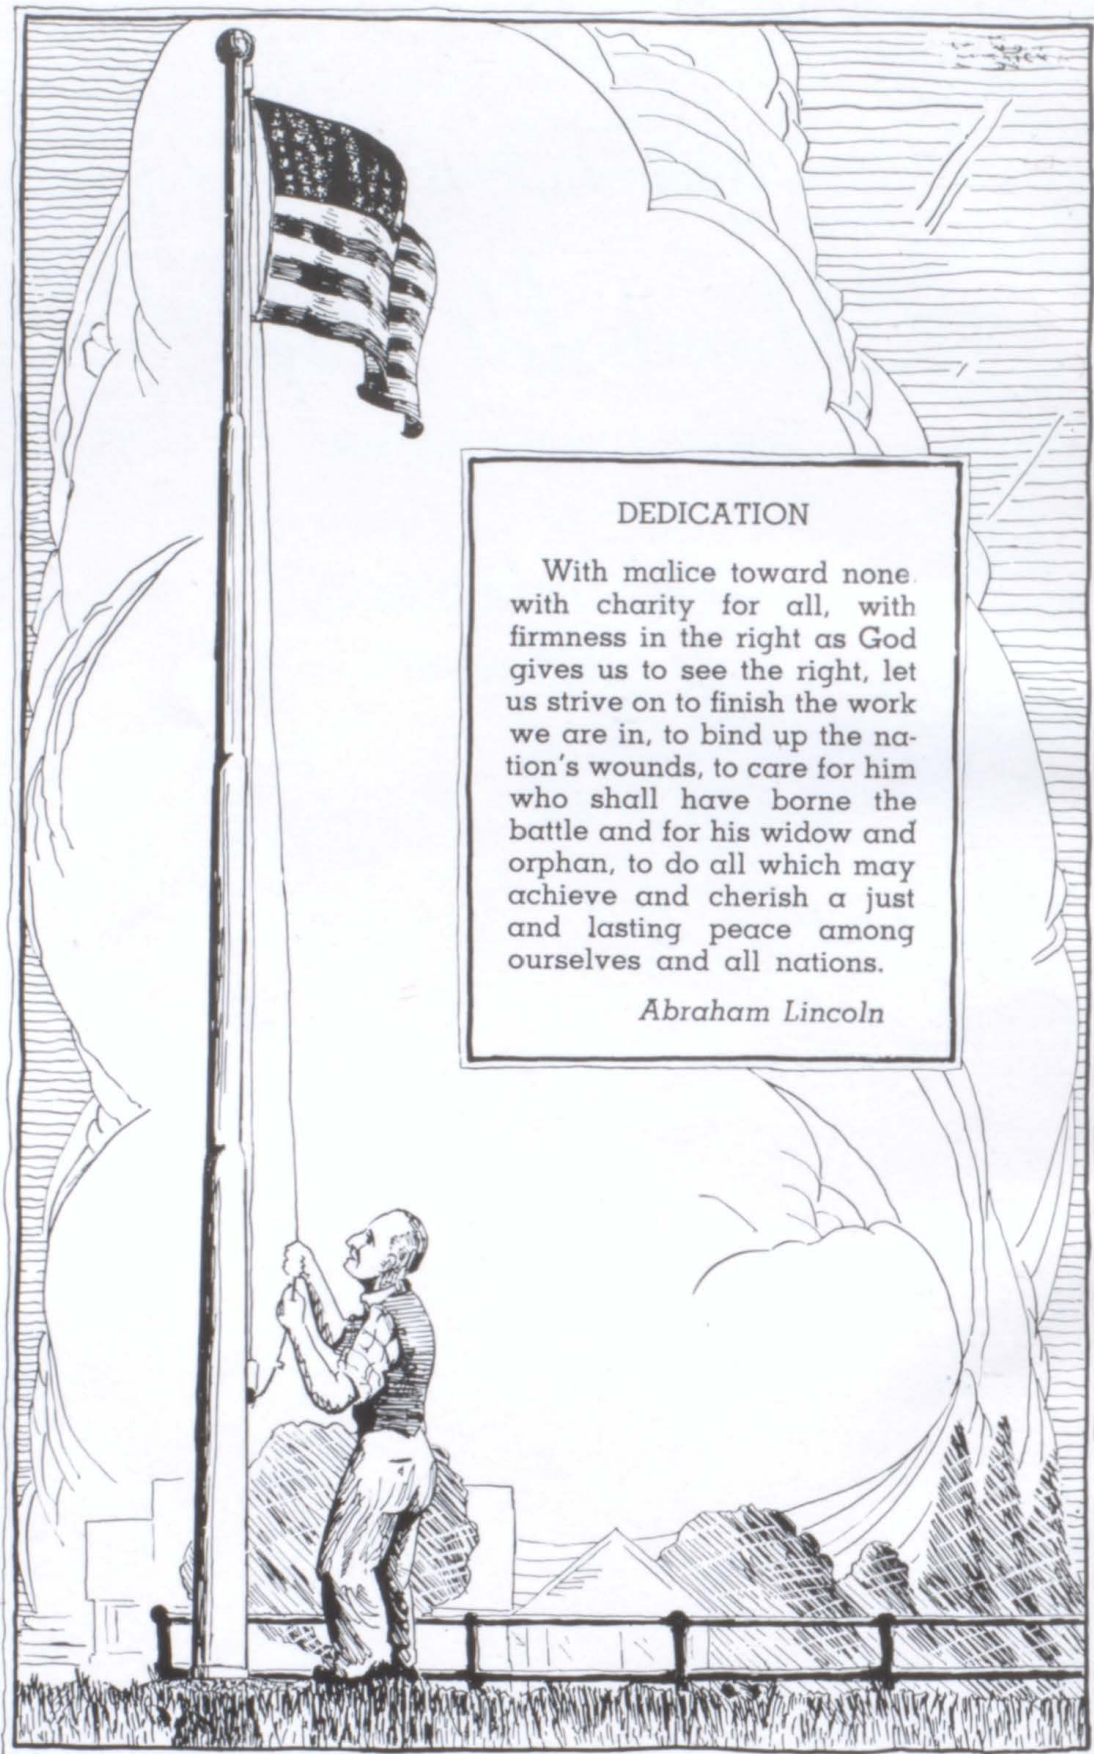 DEDICATION
With malice toward none
with charity for all, with
firmness in the right as God
gives us to see the right, let
us strive on to finish the work
we are in, to bind up the na-
tion's wounds, to care for him
who shall have borne the
battle and for his widow and
orphan, to do all which may
achieve and cherish a just
and lasting peace among
ourselves and all nations.
Abraham Lincoln